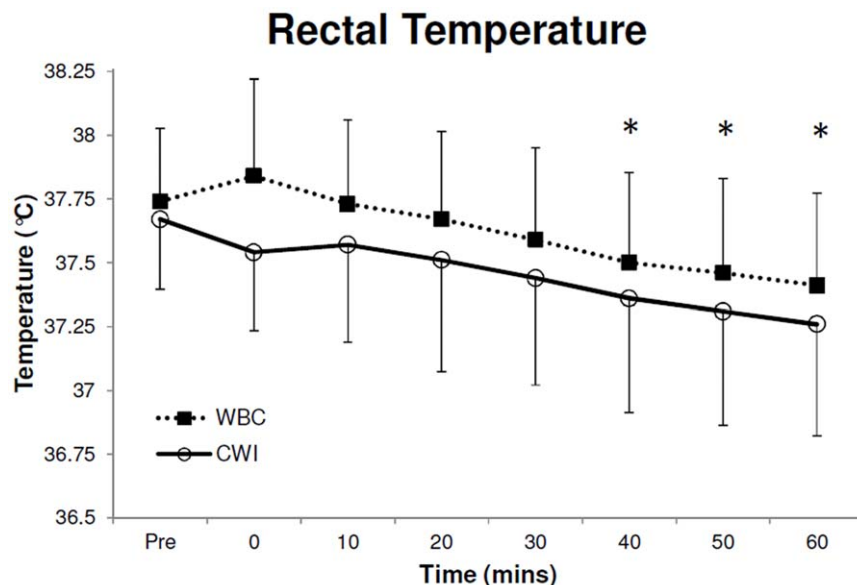 Rectal Temperature
38.25
38
37.75
37.5
37.25
37
36.75
36.5
Temperature (°C)
* * *
WBC
CWI
Pre 0 10 20 30 40 50 60
Time (mins)